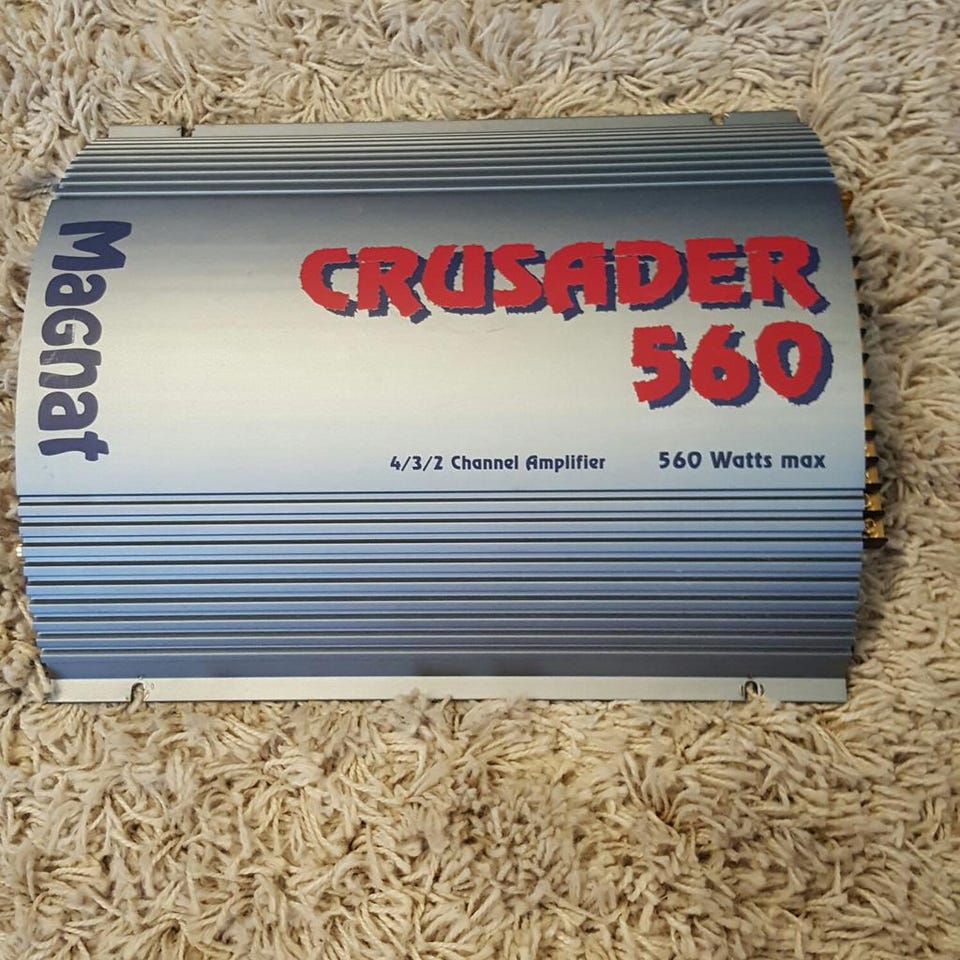 Magnat
CRUSADER
560
4/3/2 Channel Amplifier 560 Watts max